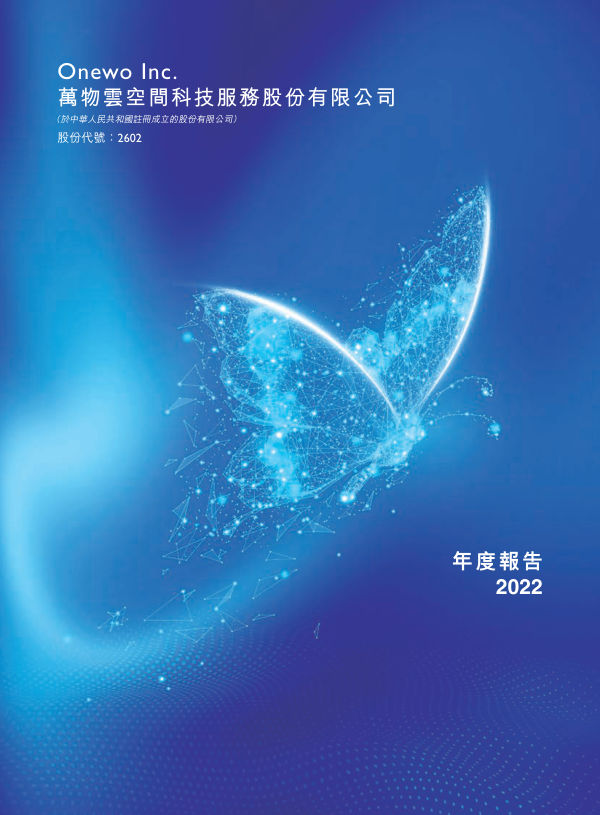 Onewo Inc.
萬物雲空間科技服務股份有限公司
(於中華人民共和國註冊成立的股份有限公司)
股份代號：2602
年度報告
2022